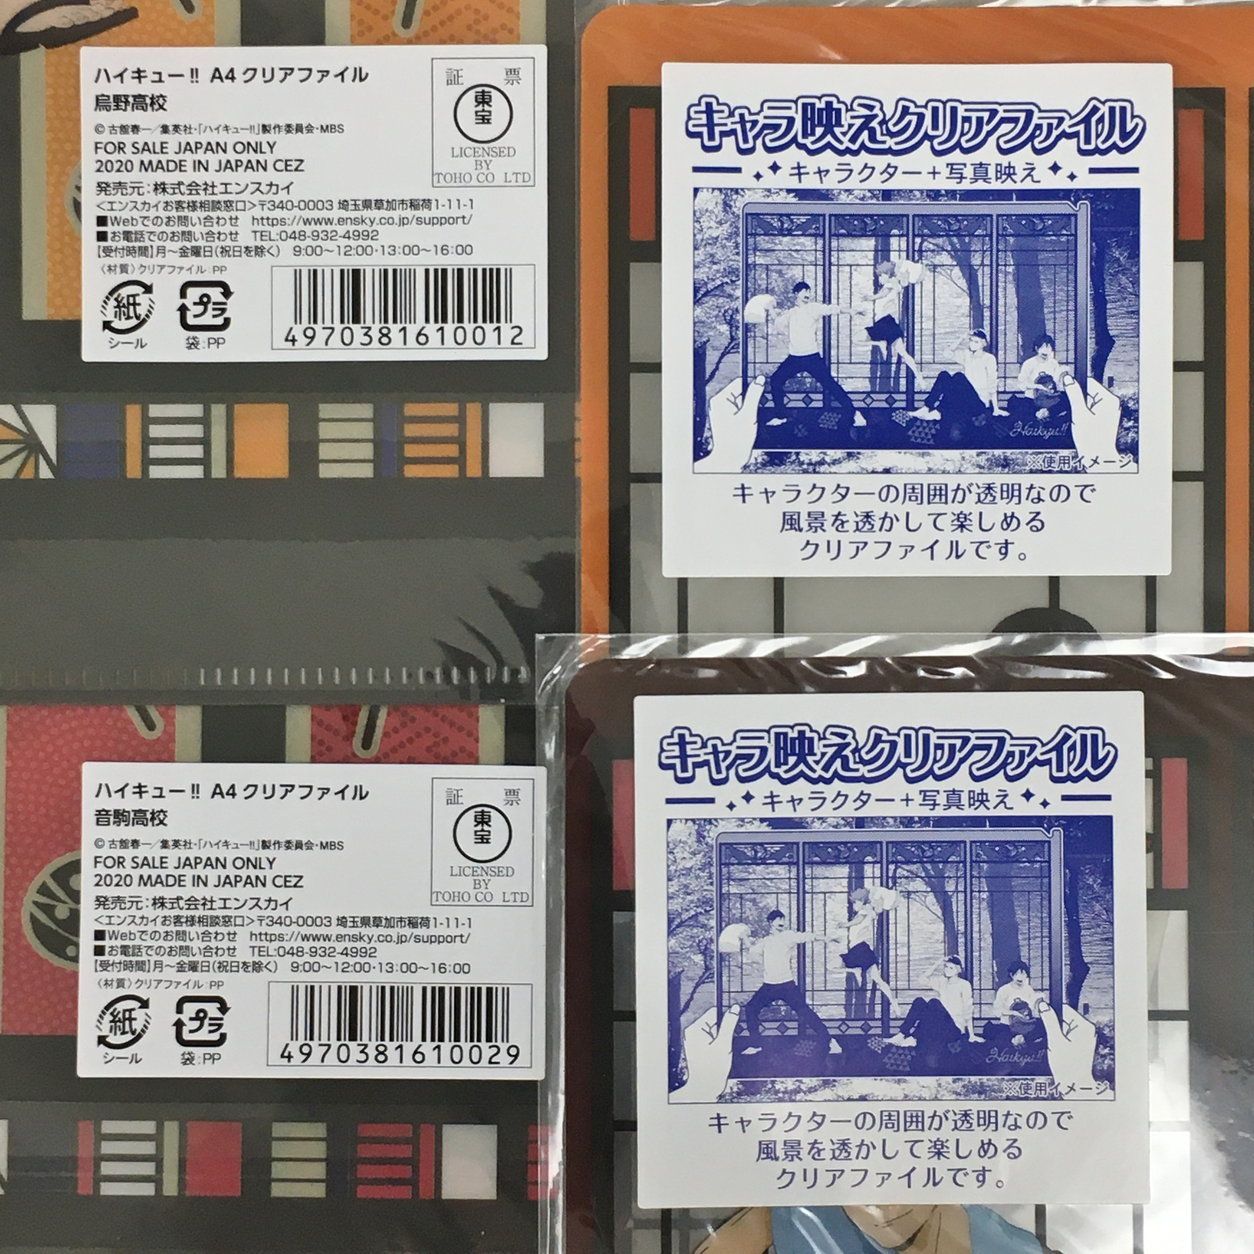 ハイキュー!! A4クリアファイル
烏野高校
©古舘春一／集英社・「ハイキュー!!」製作委員会・MBS
FOR SALE JAPAN ONLY
2020 MADE IN JAPAN CEZ
発売元：株式会社エンスカイ
<エンスカイお客様相談窓口>〒340-0003 埼玉県草加市稲荷1-11-1
■Webでのお問い合わせ https://www.ensky.co.jp/support/
■お電話でのお問い合わせ TEL:048-932-4992
【受付時間】月〜金曜日(祝日を除く) 9:00〜12:00・13:00〜16:00
〈材質〉クリアファイル：PP
紙
シール
プラ
袋：PP
4970381610012
証 票
東宝
LICENSED
BY
TOHO CO LTD
キャラ映えクリアファイル
キャラクター＋写真映え
Haikyu!!
※使用イメージ
キャラクターの周囲が透明なので
風景を透かして楽しめる
クリアファイルです。
ハイキュー!! A4クリアファイル
音駒高校
©古舘春一／集英社・「ハイキュー!!」製作委員会・MBS
FOR SALE JAPAN ONLY
2020 MADE IN JAPAN CEZ
発売元：株式会社エンスカイ
<エンスカイお客様相談窓口>〒340-0003 埼玉県草加市稲荷1-11-1
■Webでのお問い合わせ https://www.ensky.co.jp/support/
■お電話でのお問い合わせ TEL:048-932-4992
【受付時間】月〜金曜日(祝日を除く) 9:00〜12:00・13:00〜16:00
〈材質〉クリアファイル：PP
紙
シール
プラ
袋：PP
4970381610029
証 票
東宝
LICENSED
BY
TOHO CO LTD
キャラ映えクリアファイル
キャラクター＋写真映え
Haikyu!!
※使用イメージ
キャラクターの周囲が透明なので
風景を透かして楽しめる
クリアファイルです。